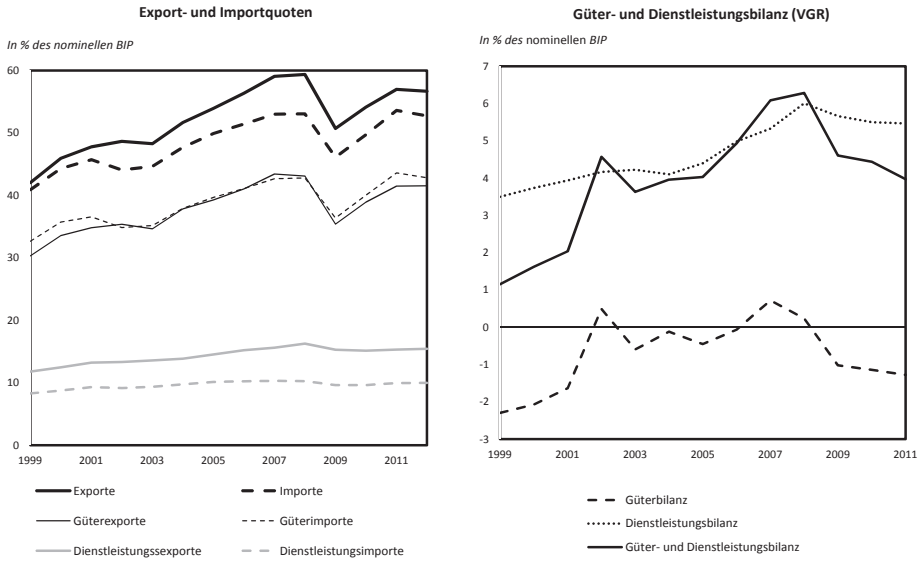 Export- und Importquoten
In % des nominellen BIP
60
50
40
30
20
10
0
1999 2001 2003 2005 2007 2009 2011
Exporte Importe
Güterexporte Güterimporte
Dienstleistungssexporte Dienstleistungsimporte
Güter- und Dienstleistungsbilanz (VGR)
In % des nominellen BIP
7
6
5
4
3
2
1
0
-1
-2
-3
1999 2001 2003 2005 2007 2009 2011
Güterbilanz
Dienstleistungsbilanz
Güter- und Dienstleistungsbilanz